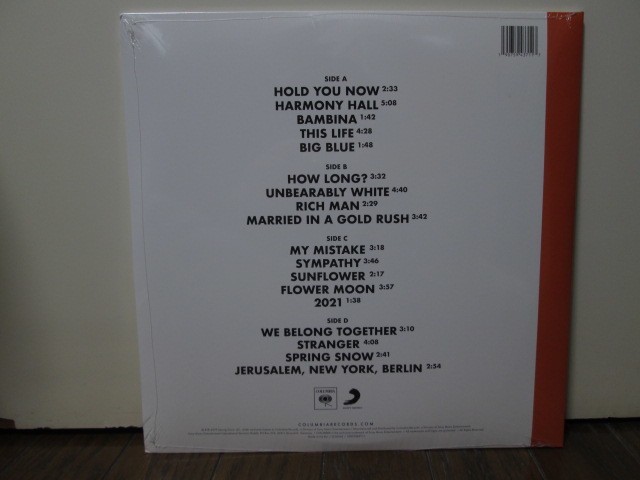 SIDE A
HOLD YOU NOW 2:33
HARMONY HALL 5:08
BAMBINA 1:42
THIS LIFE 4:28
BIG BLUE 1:48
SIDE B
HOW LONG? 3:32
UNBEARABLY WHITE 4:40
RICH MAN 2:29
MARRIED IN A GOLD RUSH 3:42
SIDE C
MY MISTAKE 3:18
SYMPATHY 3:46
SUNFLOWER 2:17
FLOWER MOON 3:57
2021 1:38
SIDE D
WE BELONG TOGETHER 3:10
STRANGER 4:08
SPRING SNOW 2:41
JERUSALEM, NEW YORK, BERLIN 2:54
COLUMBIA
COLUMBIARECORDS.COM